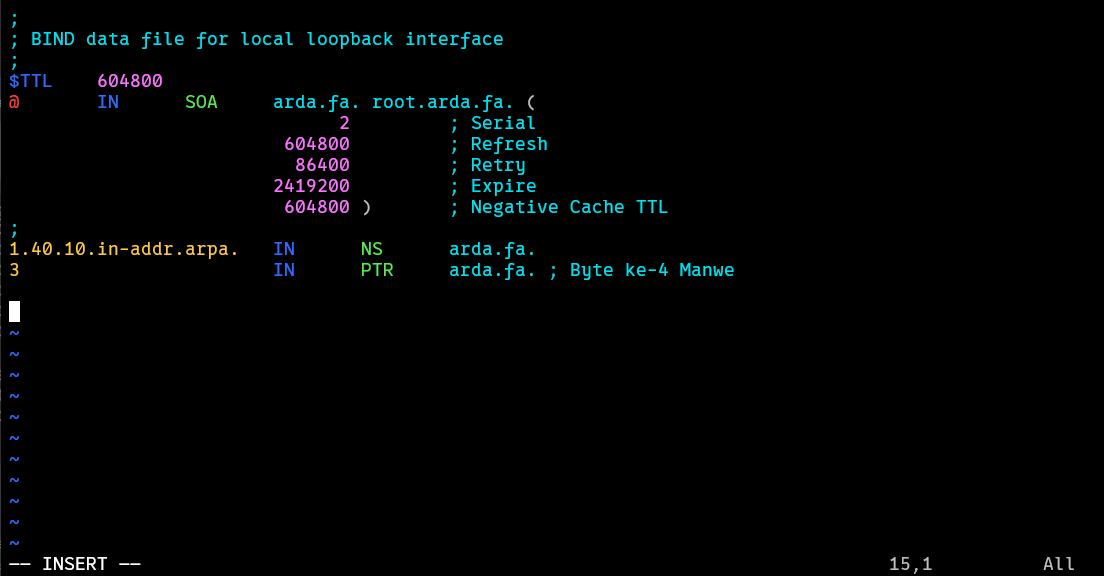 ;
; BIND data file for local loopback interface
;
$TTL    604800
@       IN      SOA     arda.fa. root.arda.fa. (
                              2         ; Serial
                         604800         ; Refresh
                          86400         ; Retry
                        2419200         ; Expire
                         604800 )       ; Negative Cache TTL
;
1.40.10.in-addr.arpa.   IN      NS      arda.fa.
3                       IN      PTR     arda.fa. ; Byte ke-4 Manwe
~
~
~
~
~
~
~
~
~
~
~
-- INSERT --                                                                    15,1          All